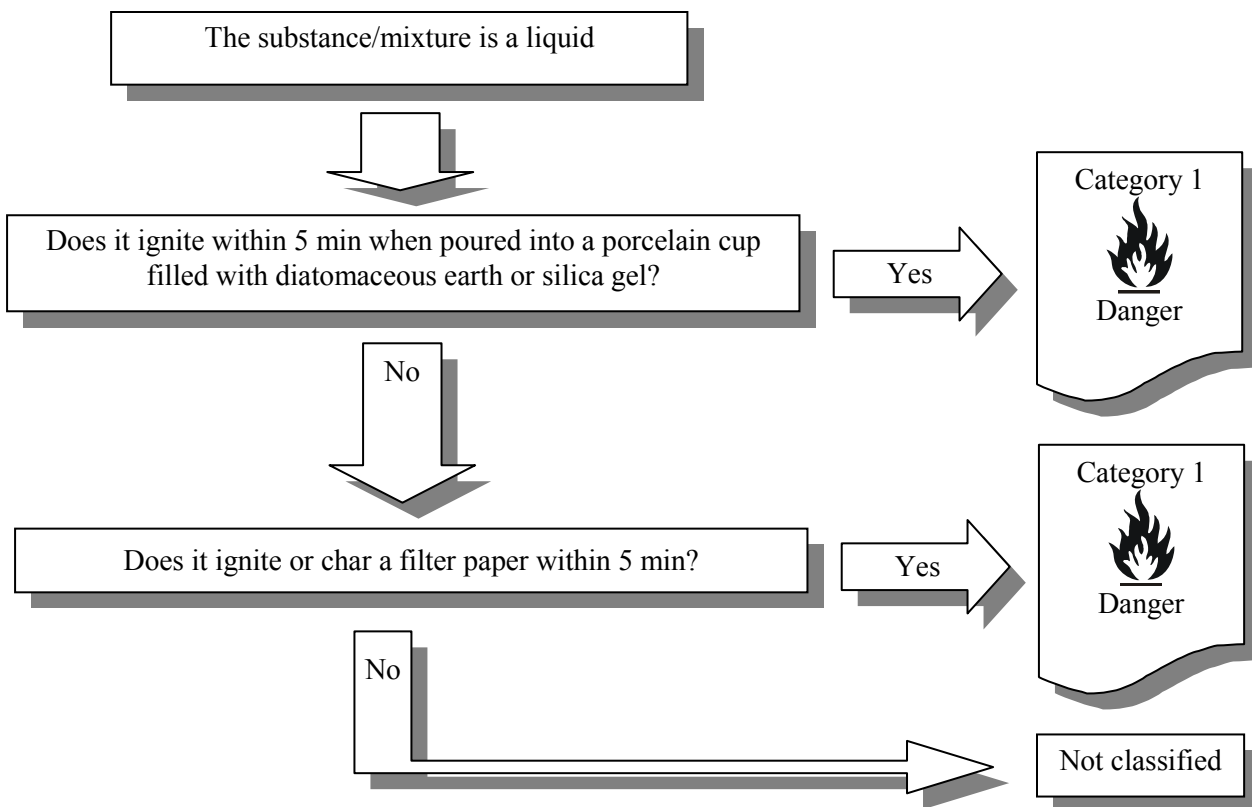 The substance/mixture is a liquid
Does it ignite within 5 min when poured into a porcelain cup
filled with diatomaceous earth or silica gel?
Yes
Category 1
Danger
No
Does it ignite or char a filter paper within 5 min?
Yes
Category 1
Danger
No
Not classified